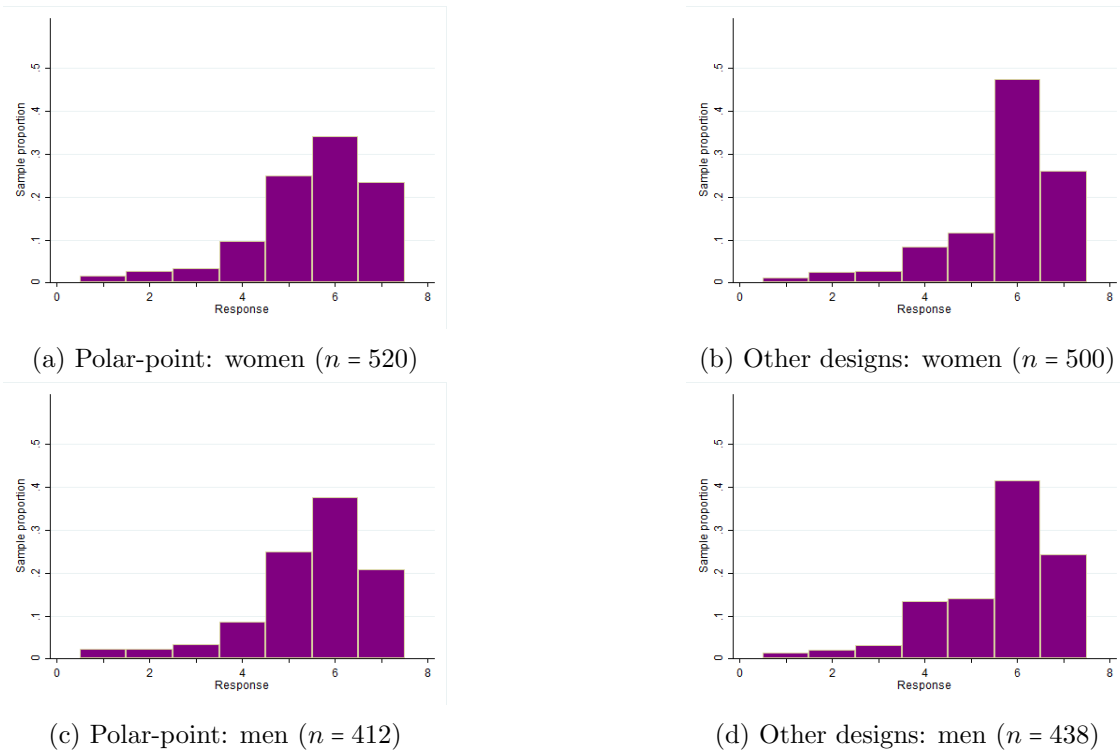 .5
.4
.3
.2
.1
0
Sample proportion
0 2 4 6 8
Response
(a) Polar-point: women (n = 520)
.5
.4
.3
.2
.1
0
Sample proportion
0 2 4 6 8
Response
(b) Other designs: women (n = 500)
.5
.4
.3
.2
.1
0
Sample proportion
0 2 4 6 8
Response
(c) Polar-point: men (n = 412)
.5
.4
.3
.2
.1
0
Sample proportion
0 2 4 6 8
Response
(d) Other designs: men (n = 438)